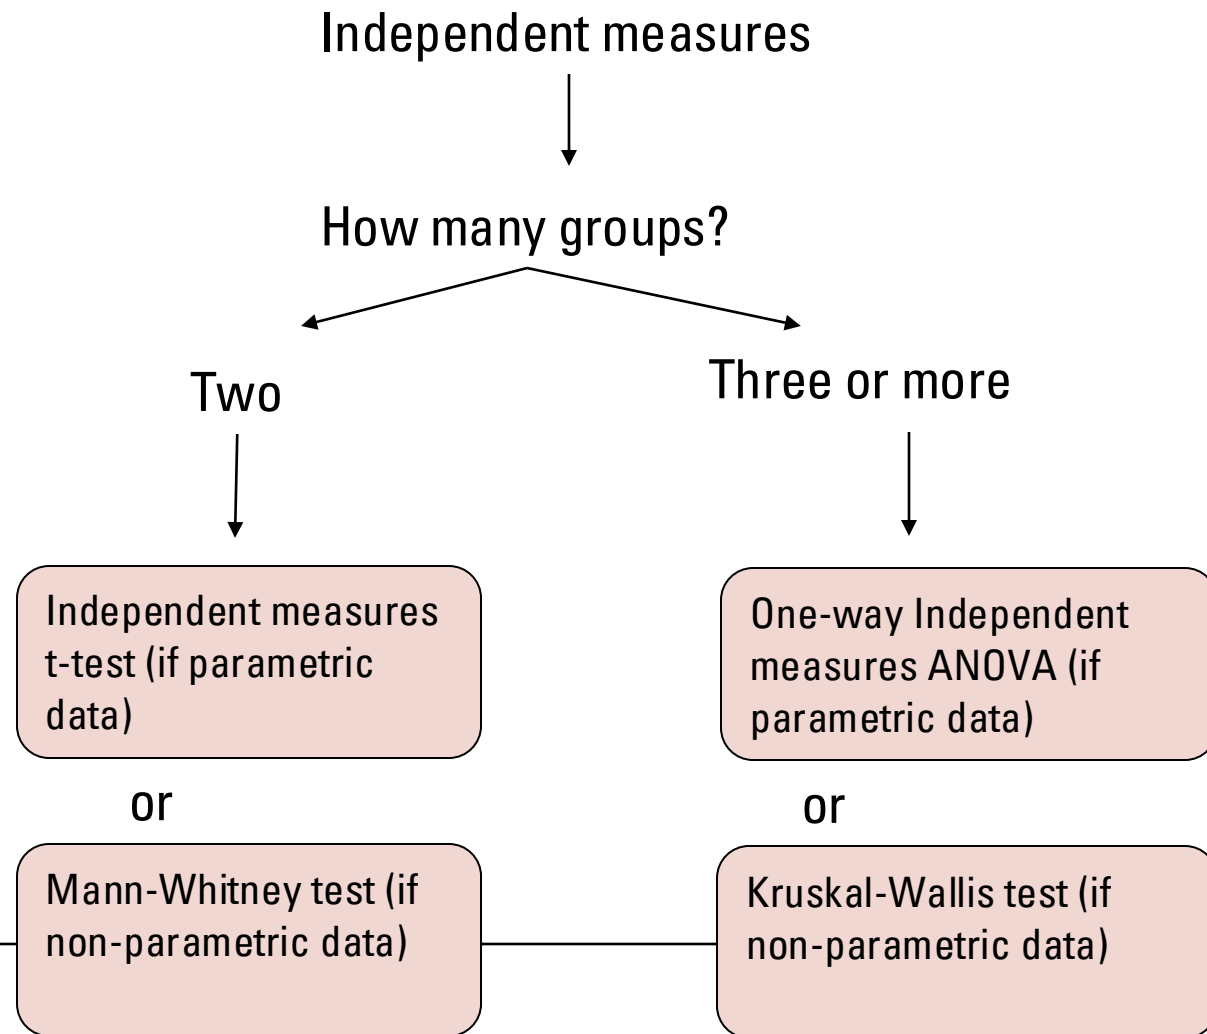 Independent measures
How many groups?
Two
Three or more
Independent measures
t-test (if parametric
data)
One-way Independent
measures ANOVA (if
parametric data)
or
or
Mann-Whitney test (if
non-parametric data)
Kruskal-Wallis test (if
non-parametric data)